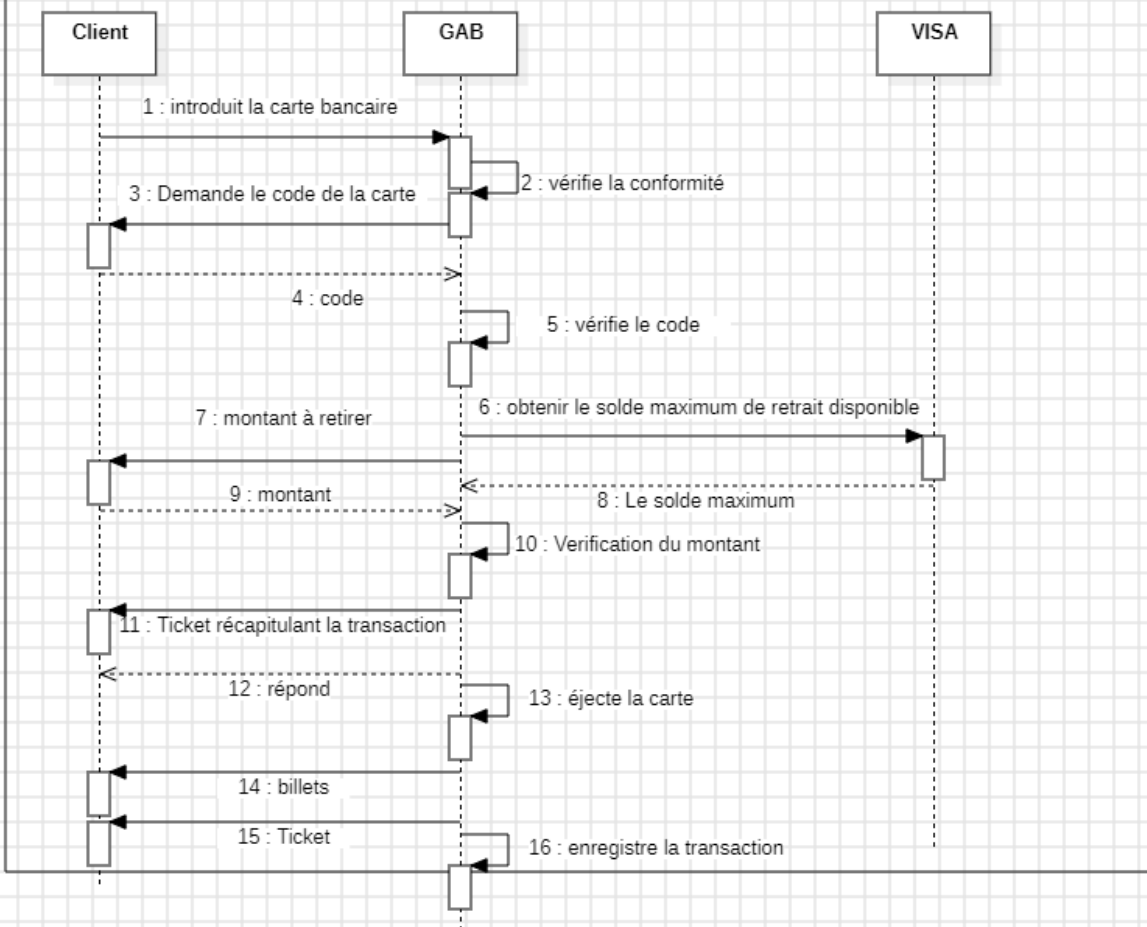 Client
GAB
VISA
1 : introduit la carte bancaire
2 : vérifie la conformité
3 : Demande le code de la carte
4 : code
5 : vérifie le code
6 : obtenir le solde maximum de retrait disponible
7 : montant à retirer
8 : Le solde maximum
9 : montant
10 : Verification du montant
11 : Ticket récapitulant la transaction
12 : répond
13 : éjecte la carte
14 : billets
15 : Ticket
16 : enregistre la transaction